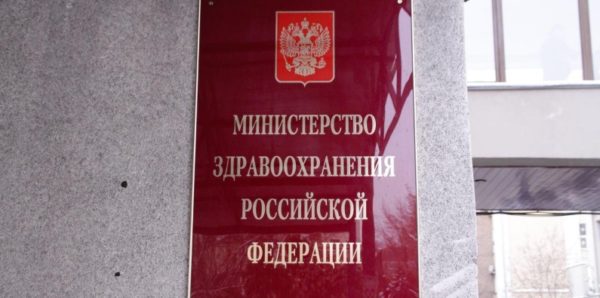 МИНИСТЕРСТВО
ЗДРАВООХРАНЕНИЯ
РОССИЙСКОЙ
ФЕДЕРАЦИИ